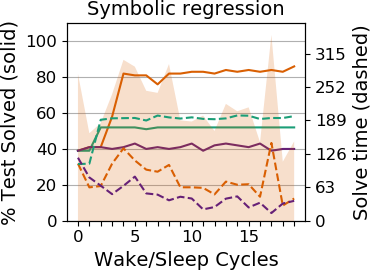 Symbolic regression
% Test Solved (solid)
100
80
60
40
20
0
315
252
189
126
63
0
Solve time (dashed)
0 5 10 15
Wake/Sleep Cycles